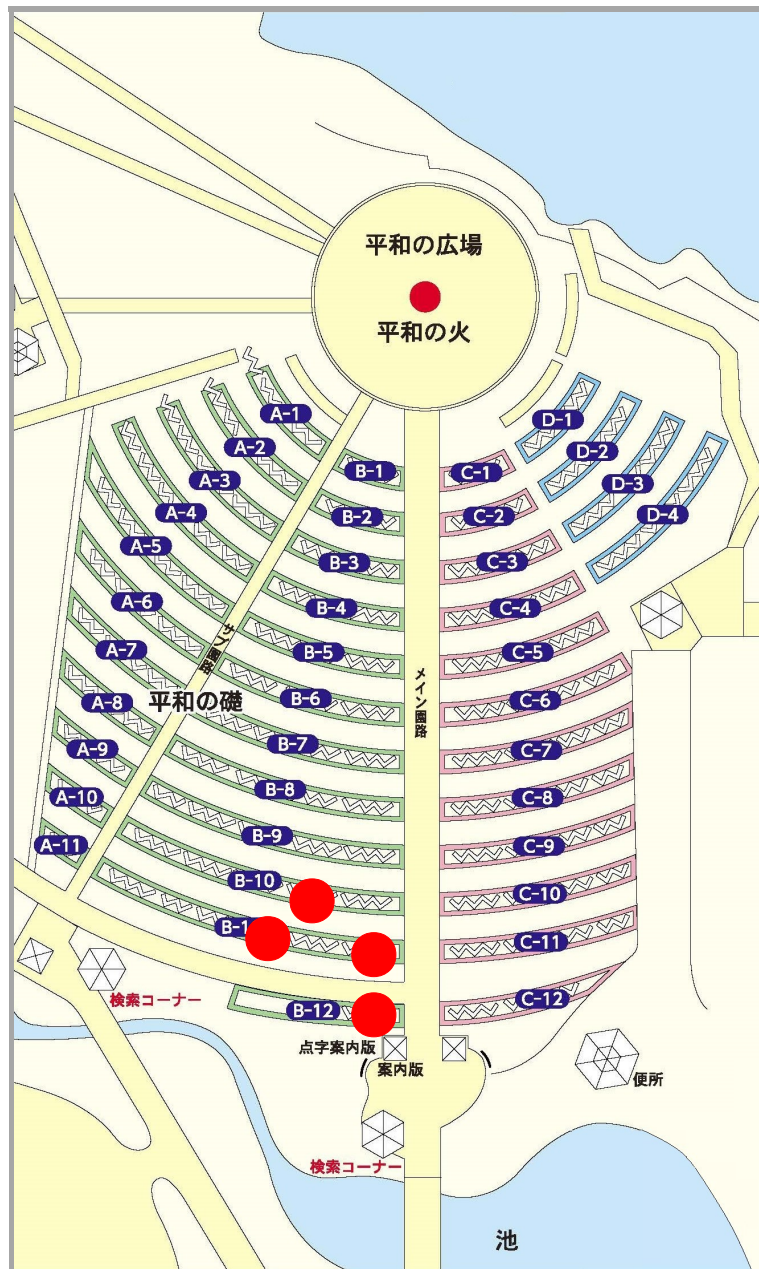 平和の広場
平和の火
A-1
A-2
A-3
A-4
A-5
A-6
A-7
A-8
A-9
A-10
A-11
B-1
B-2
B-3
B-4
B-5
B-6
B-7
B-8
B-9
B-10
B-1
B-12
C-1
C-2
C-3
C-4
C-5
C-6
C-7
C-8
C-9
C-10
C-11
C-12
D-1
D-2
D-3
D-4
サブ園路
メイン園路
平和の礎
検索コーナー
点字案内版
案内版
便所
検索コーナー
池